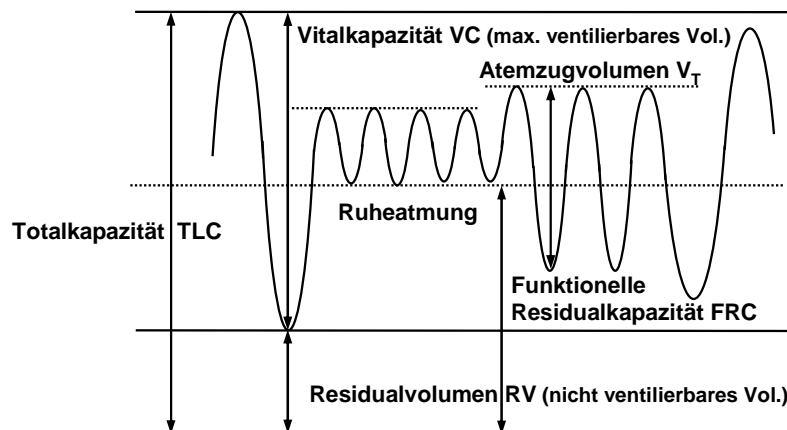 Vitalkapazität VC (max. ventilierbares Vol.)
Atemzugvolumen VT
Ruheatmung
Totalkapazität TLC
Funktionelle
Residualkapazität FRC
Residualvolumen RV (nicht ventilierbares Vol.)